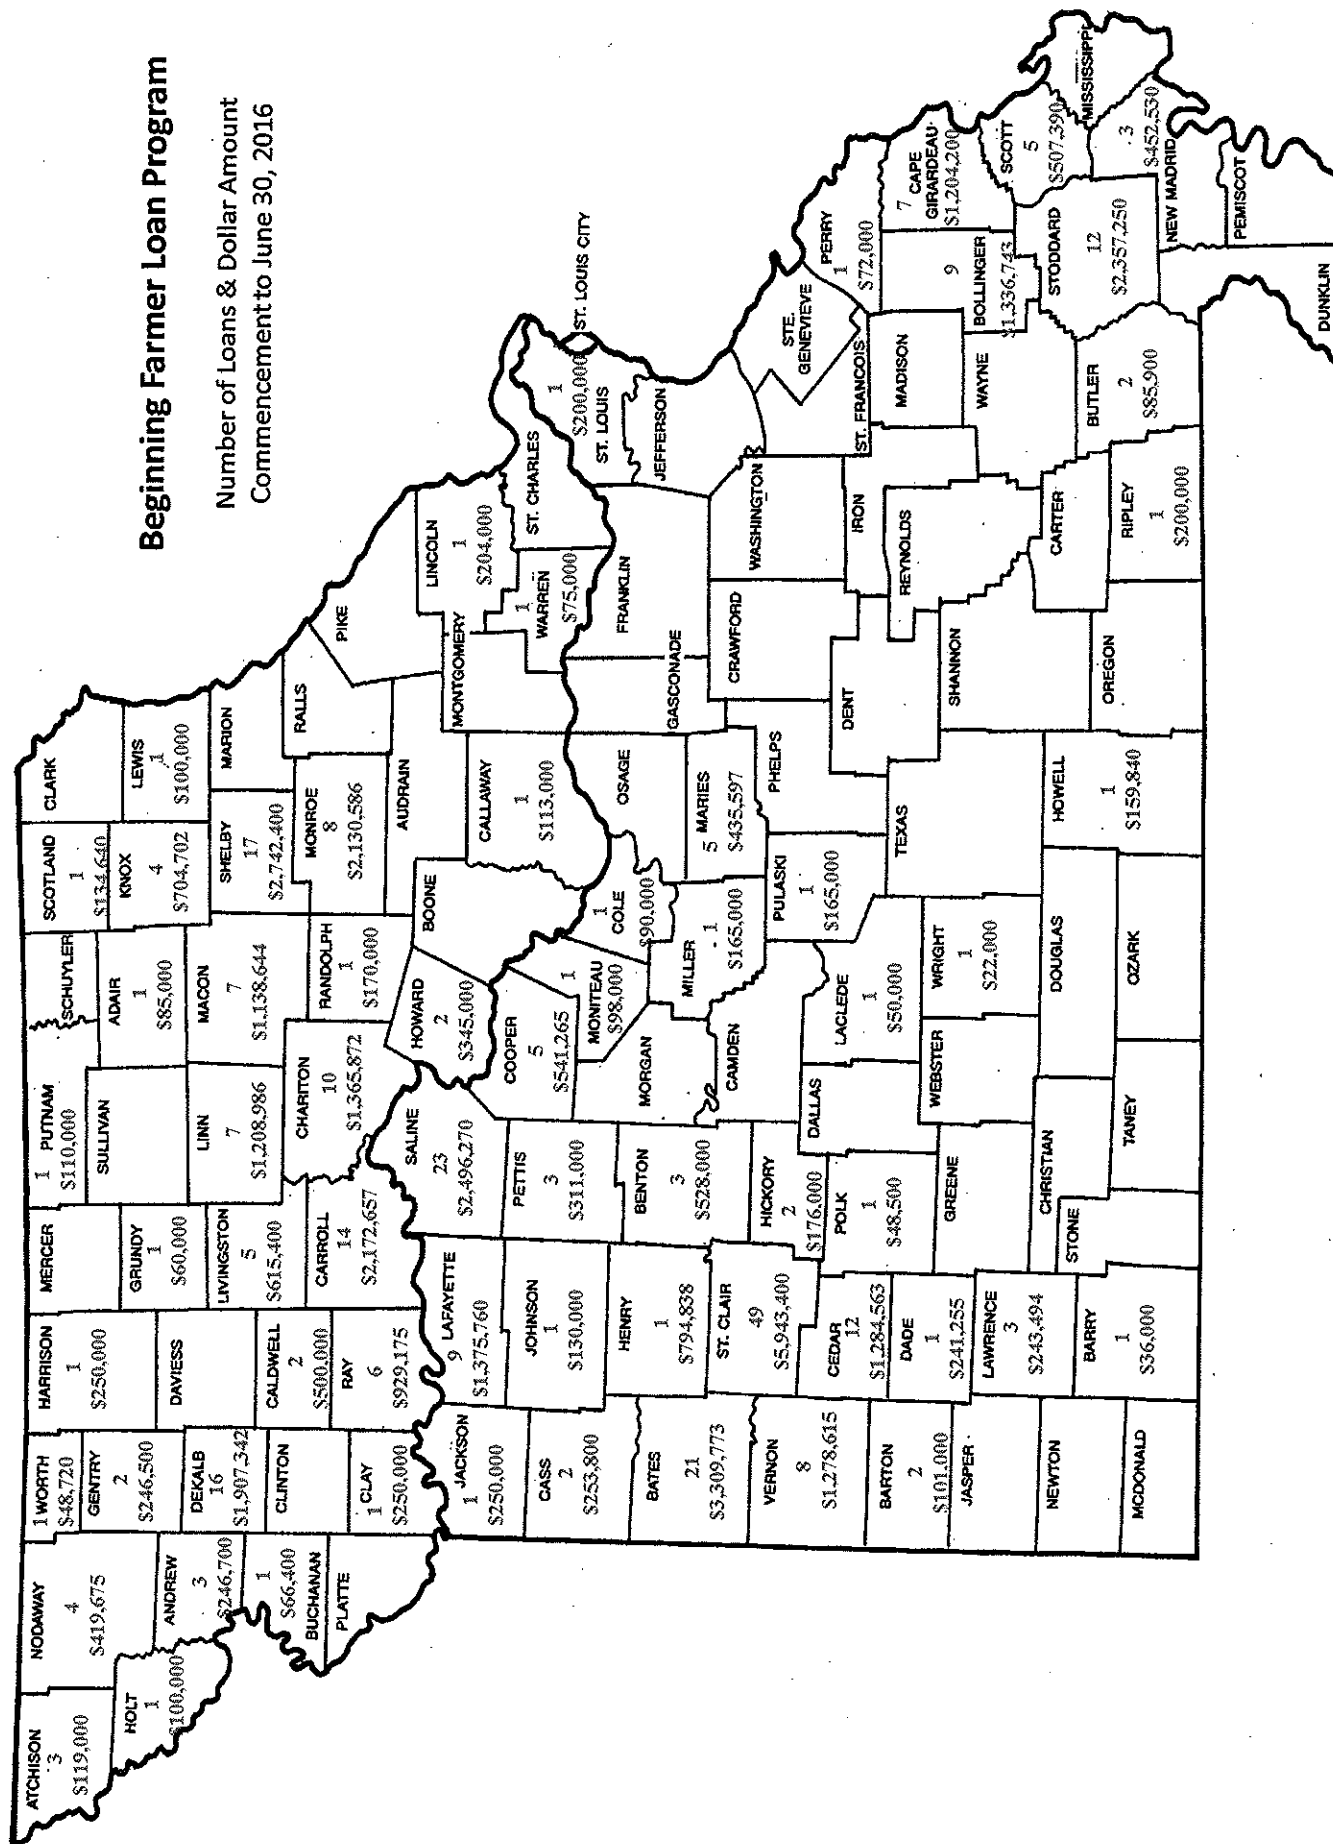 Beginning Farmer Loan Program
Number of Loans & Dollar Amount
Commencement to June 30, 2016
ATCHISON
3
$119,000
NODAWAY
4
$419,675
HOLT
1
$100,000
ANDREW
3
$246,700
1
$66,400
BUCHANAN
PLATTE
1 WORTH
$48,720
GENTRY
2
$246,500
DEKALB
16
$1,907,342
CLINTON
1 CLAY
$250,000
HARRISON
1
$250,000
DAVIESS
CALDWELL
2
$500,000
RAY
6
$929,175
MERCER
GRUNDY
1
$60,000
LIVINGSTON
5
$615,400
CARROLL
14
$2,172,657
1 PUTNAM
$110,000
SULLIVAN
LINN
7
$1,208,986
CHARITON
10
$1,365,872
SCHUYLER
ADAIR
1
$85,000
MACON
7
$1,138,644
RANDOLPH
1
$170,000
HOWARD
2
$345,000
BOONE
SCOTLAND
1
$134,640
KNOX
4
$704,702
SHELBY
17
$2,742,400
MONROE
8
$2,130,586
AUDRAIN
CLARK
LEWIS
1
$100,000
MARION
RALLS
PIKE
LINCOLN
1
$204,000
MONTGOMERY
1
WARREN
$75,000
ST. CHARLES
CALLAWAY
1
$113,000
1
$200,000
ST. LOUIS
ST. LOUIS CITY
JACKSON
1
$250,000
9 LAFAYETTE
$1,375,760
SALINE
23
$2,496,270
COOPER
5
$541,265
1
MONITEAU
$98,000
1
COLE
$90,000
OSAGE
GASCONADE
FRANKLIN
JEFFERSON
CASS
2
$253,800
JOHNSON
1
$130,000
PETTIS
3
$311,000
MORGAN
MILLER
1
$165,000
5 MARIES
$435,597
BATES
21
$3,309,773
HENRY
1
$794,838
BENTON
3
$528,000
CAMDEN
PULASKI
1
$165,000
PHELPS
CRAWFORD
WASHINGTON
STE.
GENEVIEVE
ST. FRANCOIS
PERRY
1
$72,000
VERNON
8
$1,278,615
ST. CLAIR
49
$5,943,400
HICKORY
2
$176,000
DALLAS
LACLEDE
1
$50,000
TEXAS
DENT
IRON
REYNOLDS
MADISON
9
BOLLINGER
$1,336,743
7 CAPE
GIRARDEAU
$1,204,200
BARTON
2
$101,000
CEDAR
12
$1,284,563
DADE
1
$241,255
POLK
1
$48,500
GREENE
WEBSTER
WRIGHT
1
$22,000
SHANNON
CARTER
WAYNE
STODDARD
12
$2,357,250
SCOTT
5
$507,390
MISSISSIPPI
JASPER
LAWRENCE
3
$243,494
CHRISTIAN
DOUGLAS
HOWELL
1
$159,840
OREGON
RIPLEY
1
$200,000
BUTLER
2
$85,900
3
$452,530
NEW MADRID
NEWTON
BARRY
1
$36,000
STONE
TANEY
OZARK
MCDONALD
PEMISCOT
DUNKLIN